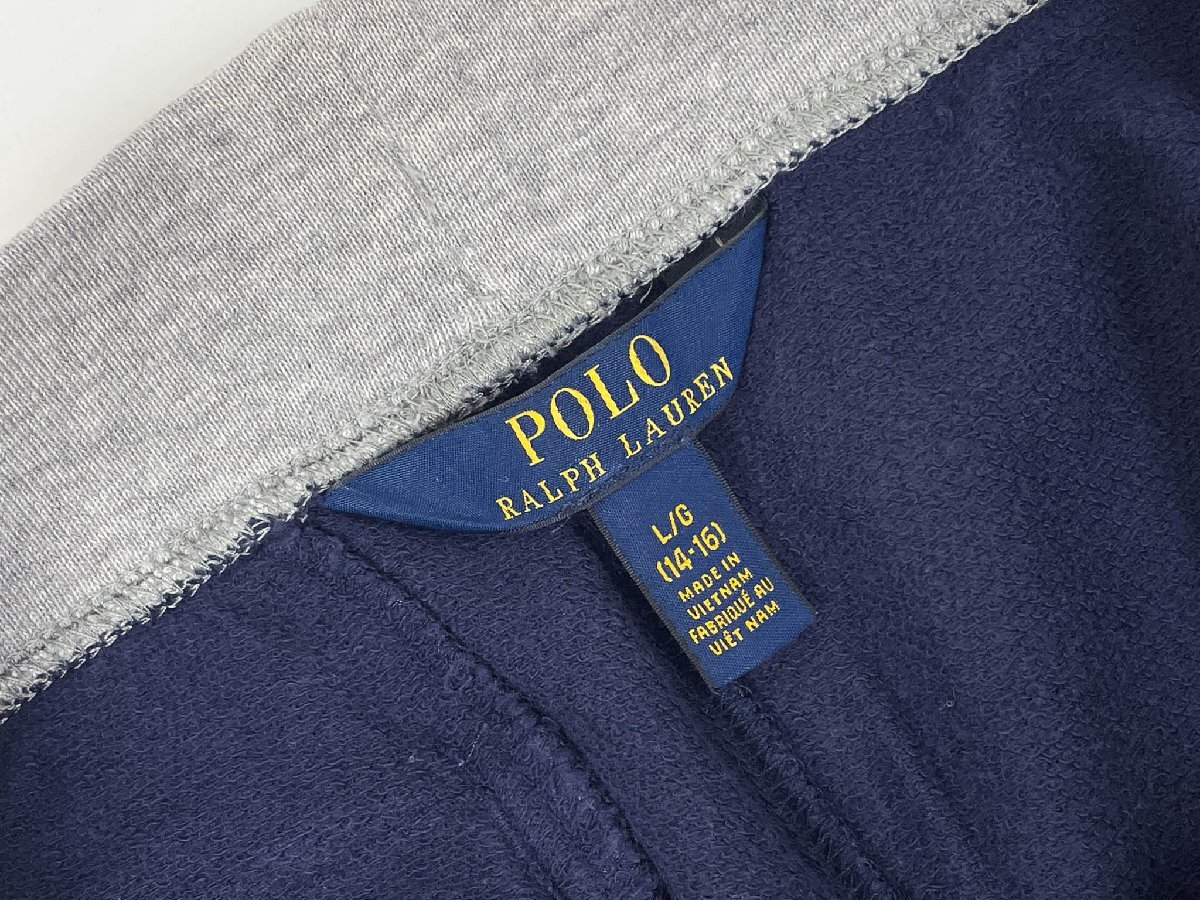 POLO
RALPH LAUREN
L/G
(14-16)
MADE IN
VIETNAM
FABRIQUÉ AU
VIÊT NAM